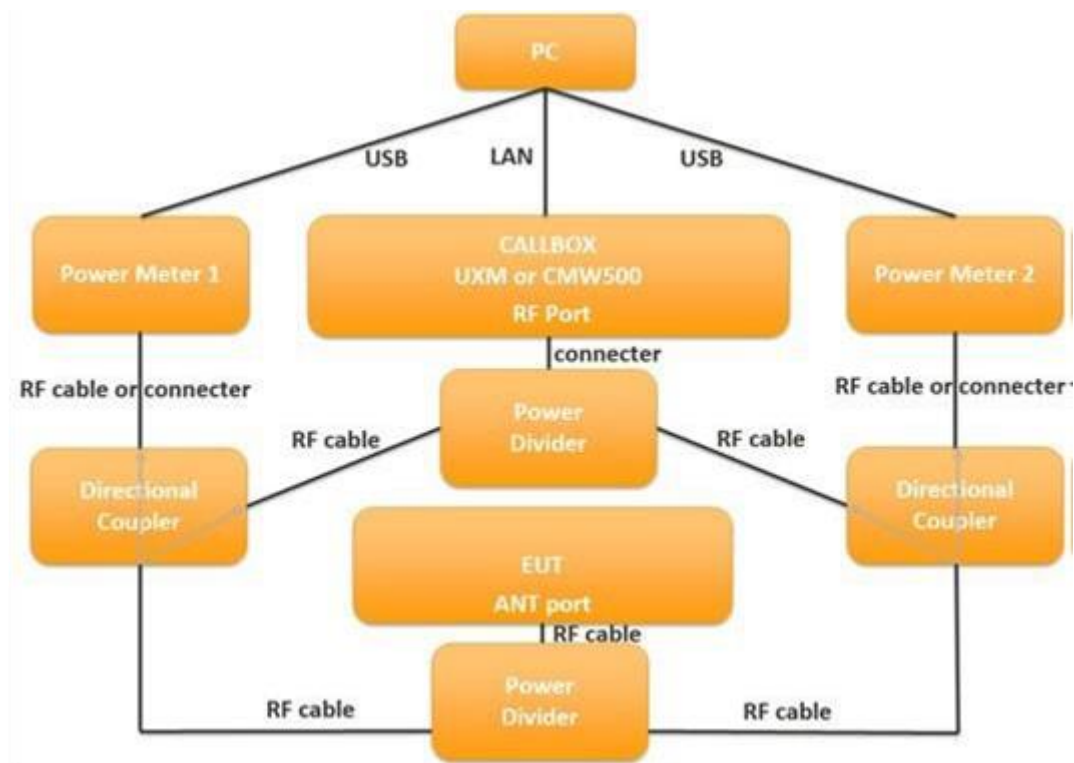 PC
USB
LAN
USB
Power Meter 1
CALLBOX
UXM or CMW500
RF Port
Power Meter 2
connecter
RF cable or connecter
RF cable or connecter
Power
Divider
RF cable
RF cable
Directional
Coupler
Directional
Coupler
EUT
ANT port
RF cable
Power
Divider
RF cable
RF cable